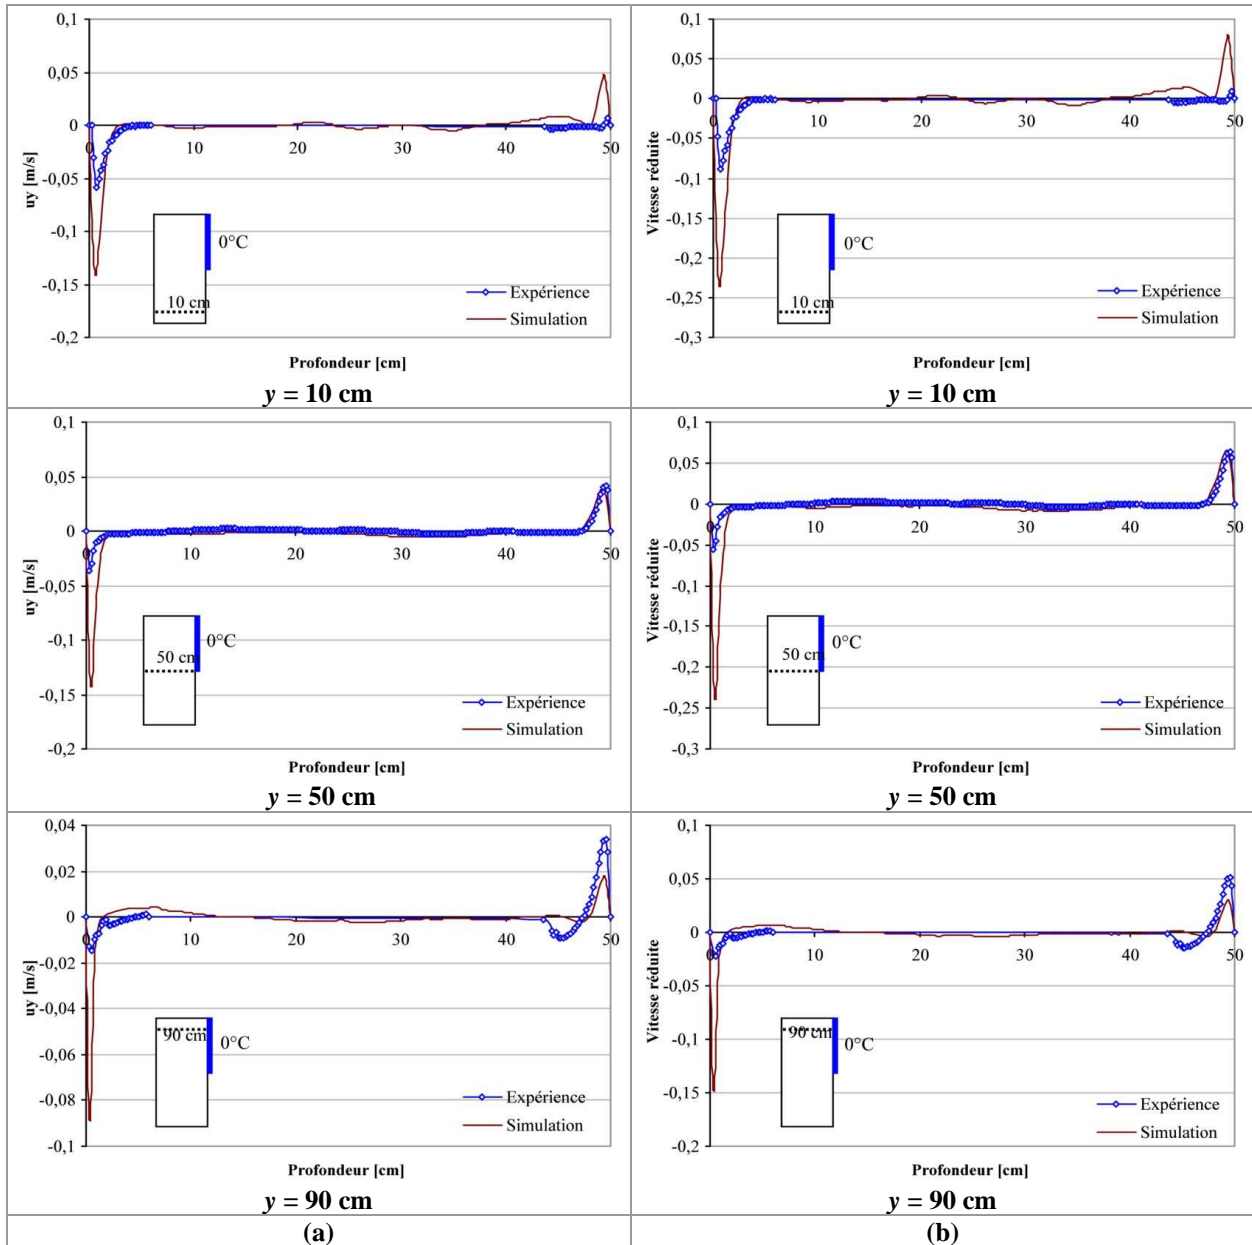 0,1
0,05
0
-0,05
-0,1
-0,15
-0,2
uy [m/s]
0 10 20 30 40 50
0°C
10 cm
Expérience
Simulation
Profondeur [cm]
y = 10 cm
0,1
0,05
0
-0,05
-0,1
-0,15
-0,2
-0,25
-0,3
Vitesse réduite
0 10 20 30 40 50
0°C
10 cm
Expérience
Simulation
Profondeur [cm]
y = 10 cm
0,1
0,05
0
-0,05
-0,1
-0,15
-0,2
uy [m/s]
0 10 20 30 40 50
0°C
50 cm
Expérience
Simulation
Profondeur [cm]
y = 50 cm
0,1
0,05
0
-0,05
-0,1
-0,15
-0,2
-0,25
-0,3
Vitesse réduite
0 10 20 30 40 50
0°C
50 cm
Expérience
Simulation
Profondeur [cm]
y = 50 cm
0,04
0,02
0
-0,02
-0,04
-0,06
-0,08
-0,1
uy [m/s]
0 10 20 30 40 50
90 cm
0°C
Expérience
Simulation
Profondeur [cm]
y = 90 cm
0,1
0,05
0
-0,05
-0,1
-0,15
-0,2
Vitesse réduite
0 10 20 30 40 50
90 cm
0°C
Expérience
Simulation
Profondeur [cm]
y = 90 cm
(a)
(b)